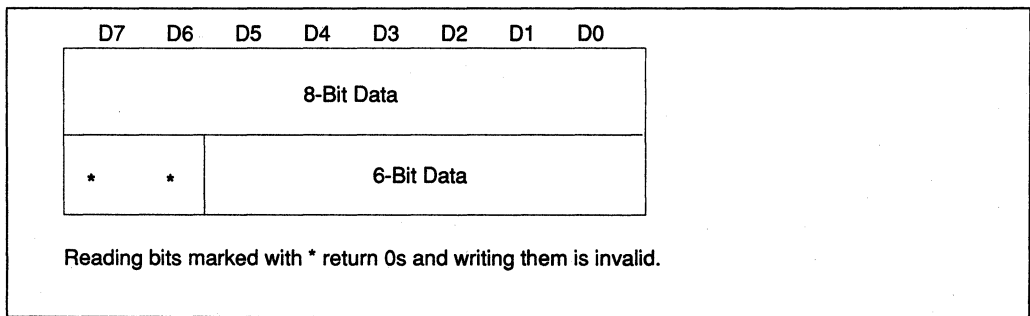 D7 D6 D5 D4 D3 D2 D1 D0
8-Bit Data
* * 6-Bit Data
Reading bits marked with * return 0s and writing them is invalid.